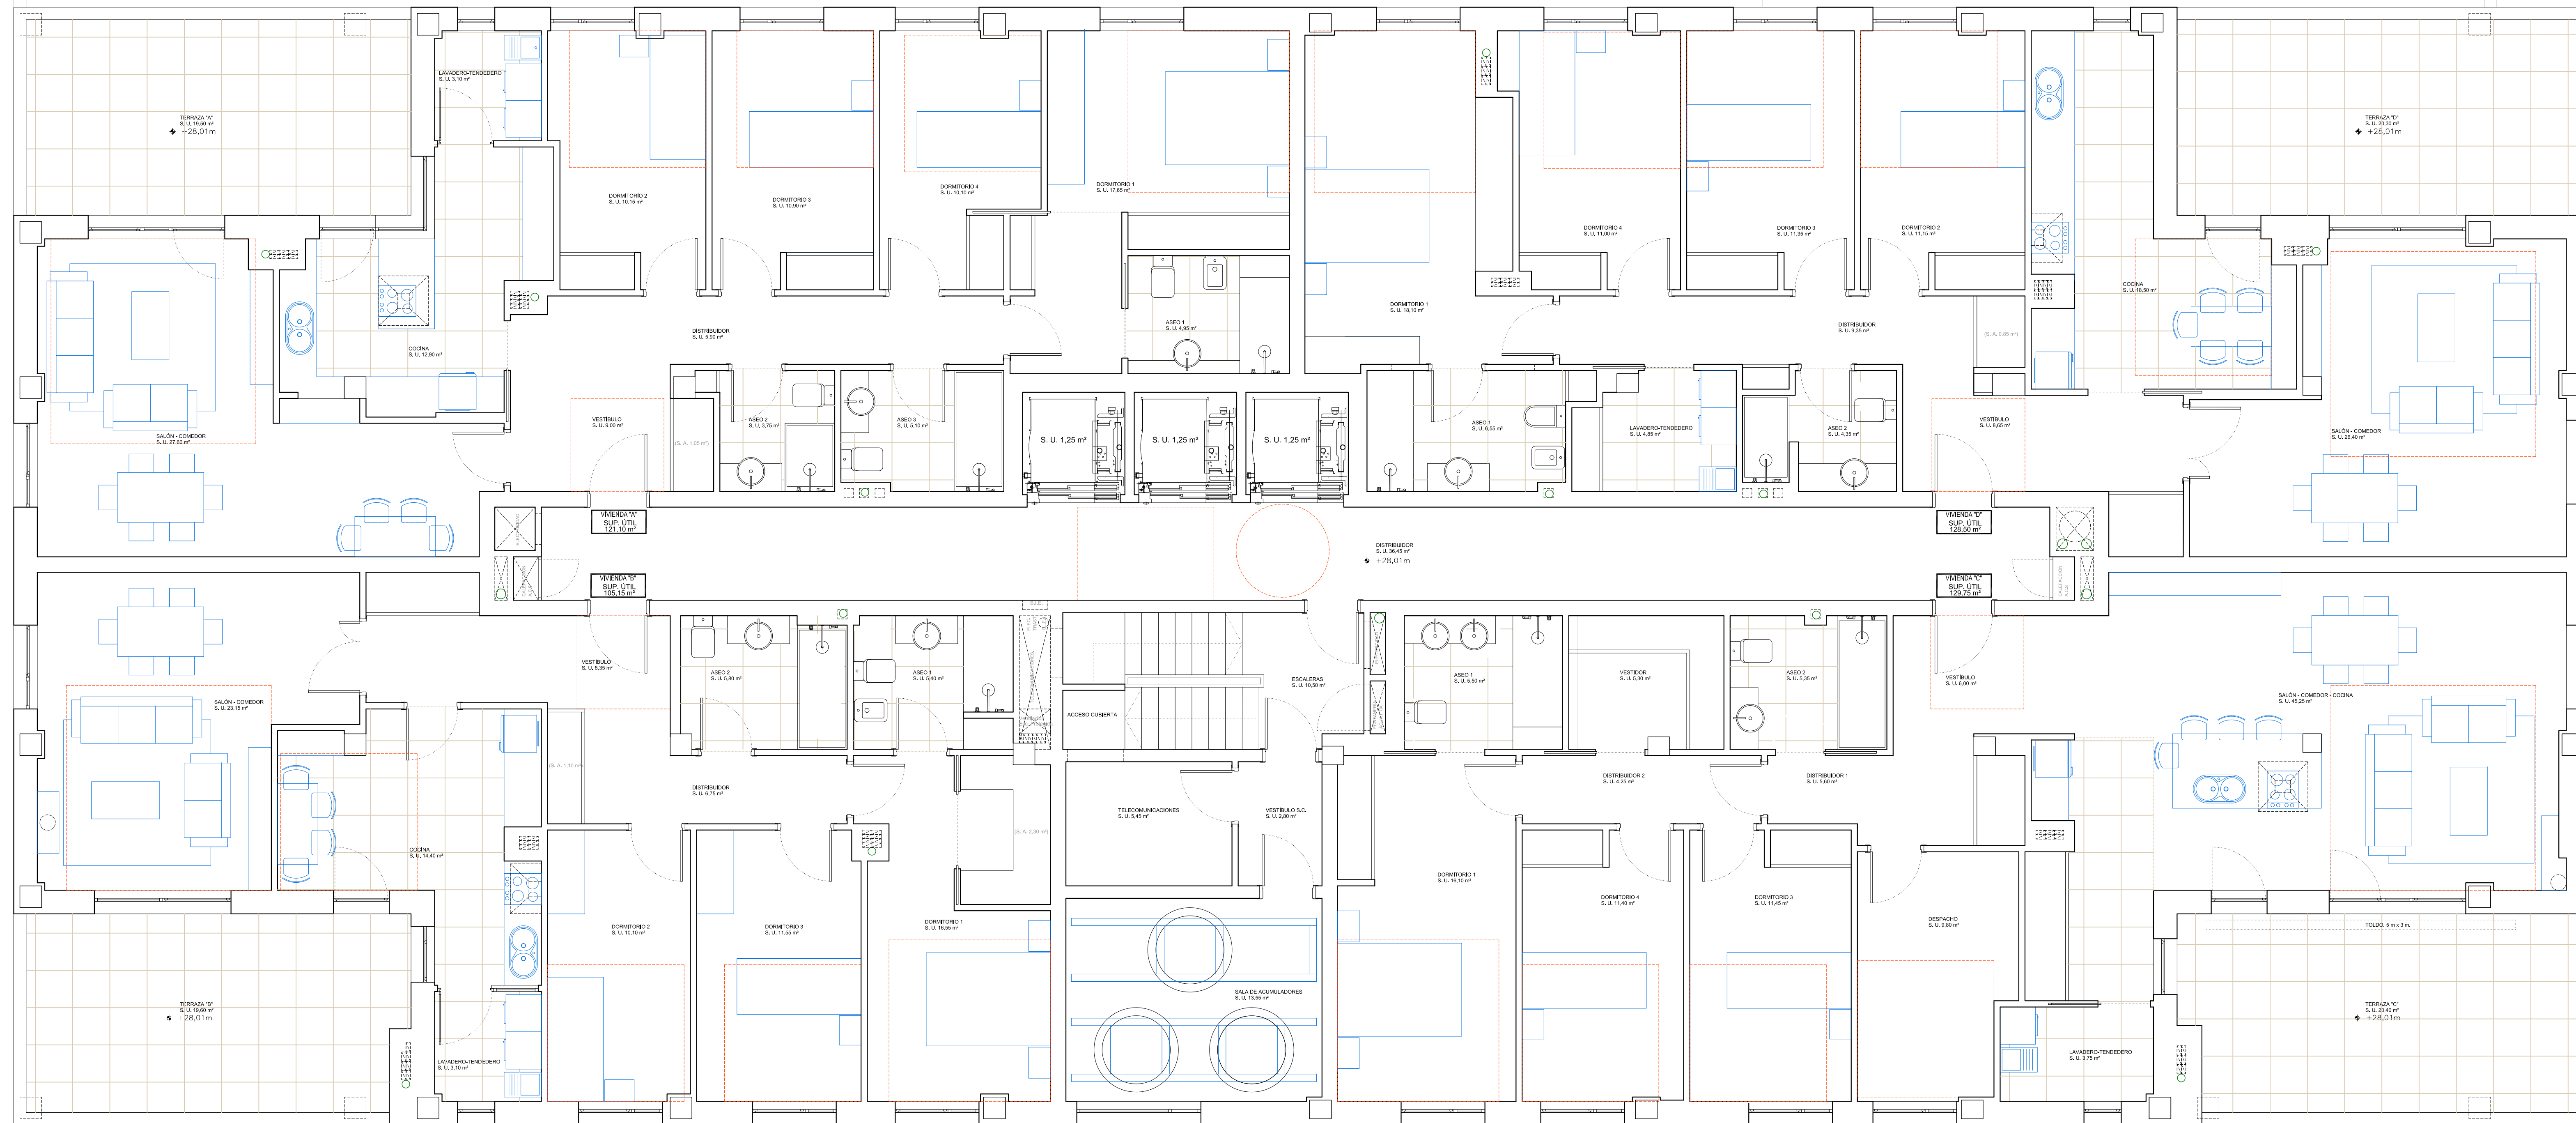 LAVADERO-TENDEDERO
S. U. 3,10 m²
TERRAZA "A"
S. U. 19,50 m²
+28,01m
DORMITORIO 2
S. U. 10,15 m²
DORMITORIO 3
S. U. 10,90 m²
DORMITORIO 4
S. U. 10,10 m²
DORMITORIO 1
S. U. 17,65 m²
DORMITORIO 4
S. U. 11,00 m²
DORMITORIO 3
S. U. 11,35 m²
DORMITORIO 2
S. U. 11,15 m²
TERRAZA "D"
S. U. 23,30 m²
+28,01m
COCINA
S. U. 18,50 m²
DORMITORIO 1
S. U. 18,10 m²
ASEO 1
S. U. 4,95 m²
DISTRIBUIDOR
S. U. 5,90 m²
DISTRIBUIDOR
S. U. 9,35 m²
(S. A. 0,85 m²)
COCINA
S. U. 12,90 m²
SALÓN - COMEDOR
S. U. 27,60 m²
VESTÍBULO
S. U. 9,00 m²
(S. A. 1,05 m²)
ASEO 2
S. U. 3,75 m²
ASEO 3
S. U. 5,10 m²
S. U. 1,25 m²
S. U. 1,25 m²
S. U. 1,25 m²
ASEO 1
S. U. 6,55 m²
LAVADERO-TENDEDERO
S. U. 4,85 m²
ASEO 2
S. U. 4,35 m²
VESTÍBULO
S. U. 8,65 m²
SALÓN - COMEDOR
S. U. 26,40 m²
VIVIENDA "A"
SUP. ÚTIL
121,10 m²
VIVIENDA "D"
SUP. ÚTIL
128,50 m²
DISTRIBUIDOR
S. U. 36,45 m²
+28,01m
VIVIENDA "B"
SUP. ÚTIL
105,15 m²
VIVIENDA "C"
SUP. ÚTIL
129,75 m²
CALEFACCIÓN
A.C.S.
VESTÍBULO
S. U. 8,35 m²
ASEO 2
S. U. 5,80 m²
ASEO 1
S. U. 5,40 m²
ESCALERAS
S. U. 10,50 m²
ACCESO CUBIERTA
ASEO 1
S. U. 5,50 m²
VESTIDOR
S. U. 5,30 m²
ASEO 2
S. U. 5,35 m²
VESTÍBULO
S. U. 6,00 m²
SALÓN - COMEDOR - COCINA
S. U. 45,25 m²
SALÓN - COMEDOR
S. U. 23,15 m²
(S. A. 1,10 m²)
DISTRIBUIDOR
S. U. 6,75 m²
TELECOMUNICACIONES
S. U. 5,45 m²
VESTÍBULO S.C.
S. U. 2,80 m²
DISTRIBUIDOR 2
S. U. 4,25 m²
DISTRIBUIDOR 1
S. U. 5,60 m²
(S. A. 2,30 m²)
COCINA
S. U. 14,40 m²
DORMITORIO 1
S. U. 16,10 m²
DORMITORIO 4
S. U. 11,40 m²
DORMITORIO 3
S. U. 11,45 m²
DESPACHO
S. U. 9,80 m²
DORMITORIO 2
S. U. 10,10 m²
DORMITORIO 3
S. U. 11,55 m²
DORMITORIO 1
S. U. 16,55 m²
TOLDO. 5 m x 3 m.
SALA DE ACUMULADORES
S. U. 13,55 m²
TERRAZA "B"
S. U. 19,60 m²
+28,01m
TERRAZA "C"
S. U. 23,40 m²
+28,01m
LAVADERO-TENDEDERO
S. U. 3,10 m²
LAVADERO-TENDEDERO
S. U. 3,75 m²